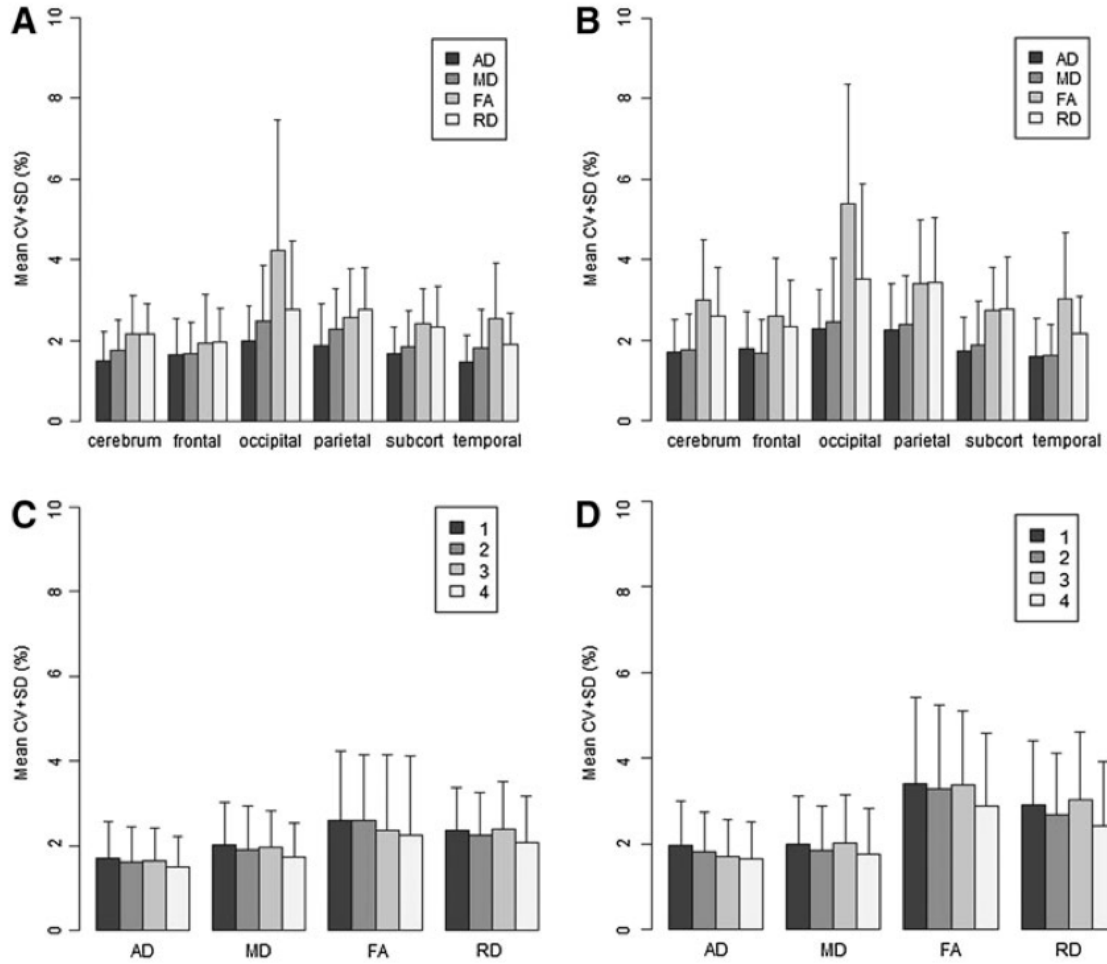 A
Mean CV+SD (%)
10
8
6
4
2
0
AD
MD
FA
RD
cerebrum frontal occipital parietal subcort temporal
B
Mean CV+SD (%)
10
8
6
4
2
0
AD
MD
FA
RD
cerebrum frontal occipital parietal subcort temporal
C
Mean CV+SD (%)
10
8
6
4
2
0
1
2
3
4
AD MD FA RD
D
Mean CV+SD (%)
10
8
6
4
2
0
1
2
3
4
AD MD FA RD